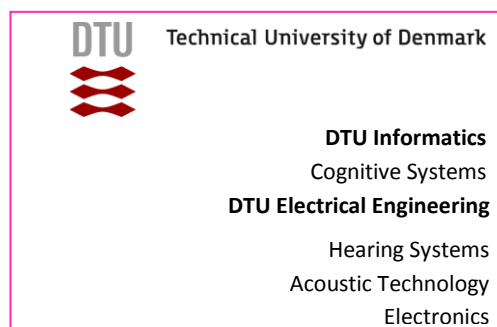 DTU Technical University of Denmark
DTU Informatics
Cognitive Systems
DTU Electrical Engineering
Hearing Systems
Acoustic Technology
Electronics